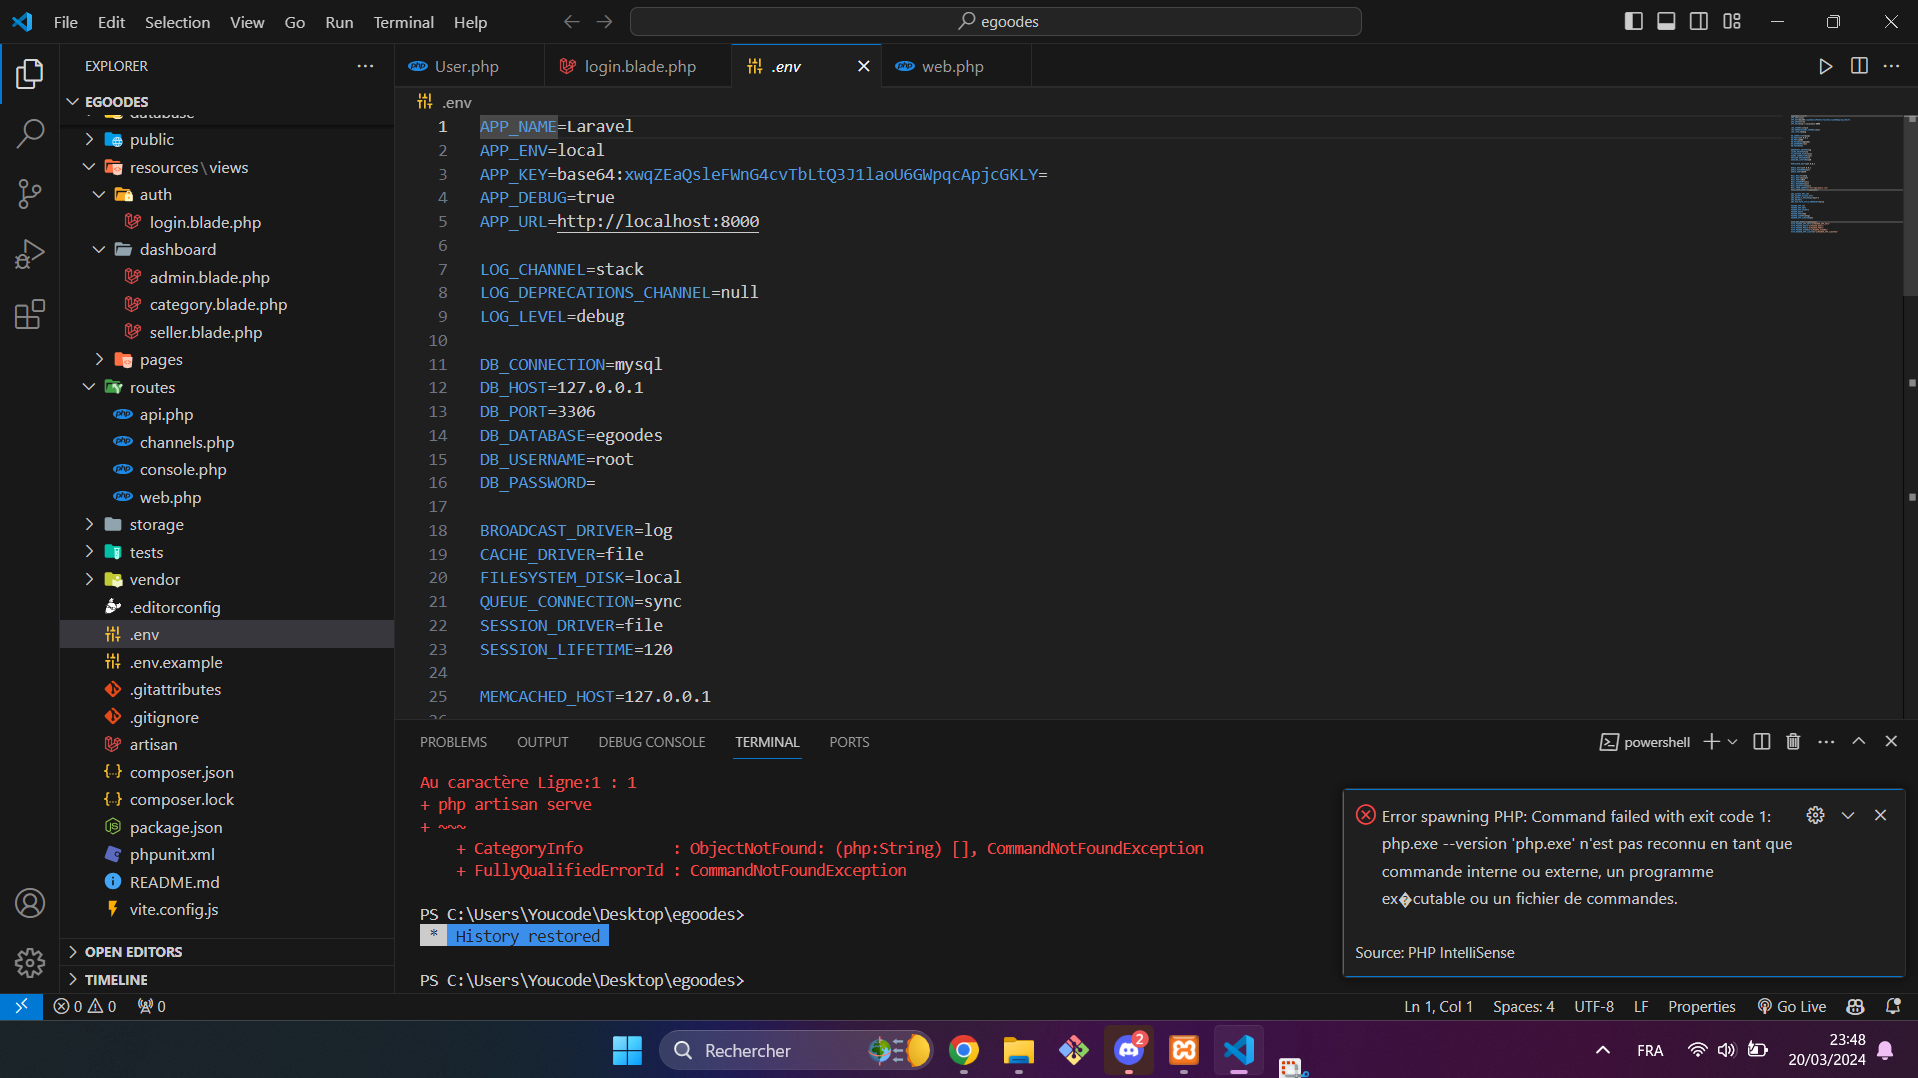 File Edit Selection View Go Run Terminal Help
egoodes
EXPLORER
EGOODES
database
public
resources\views
auth
login.blade.php
dashboard
admin.blade.php
category.blade.php
seller.blade.php
pages
routes
api.php
channels.php
console.php
web.php
storage
tests
vendor
.editorconfig
.env
.env.example
.gitattributes
.gitignore
artisan
composer.json
composer.lock
package.json
phpunit.xml
README.md
vite.config.js
OPEN EDITORS
TIMELINE
User.php login.blade.php .env web.php
.env
1 APP_NAME=Laravel
2 APP_ENV=local
3 APP_KEY=base64:xwqZEaQsleFWnG4cvTbLtQ3J1laoU6GWpqcApjcGKLY=
4 APP_DEBUG=true
5 APP_URL=http://localhost:8000
6
7 LOG_CHANNEL=stack
8 LOG_DEPRECATIONS_CHANNEL=null
9 LOG_LEVEL=debug
10
11 DB_CONNECTION=mysql
12 DB_HOST=127.0.0.1
13 DB_PORT=3306
14 DB_DATABASE=egoodes
15 DB_USERNAME=root
16 DB_PASSWORD=
17
18 BROADCAST_DRIVER=log
19 CACHE_DRIVER=file
20 FILESYSTEM_DISK=local
21 QUEUE_CONNECTION=sync
22 SESSION_DRIVER=file
23 SESSION_LIFETIME=120
24
25 MEMCACHED_HOST=127.0.0.1
PROBLEMS OUTPUT DEBUG CONSOLE TERMINAL PORTS
powershell
Au caractère Ligne:1 : 1
+ php artisan serve
+ ~~~
+ CategoryInfo : ObjectNotFound: (php:String) [], CommandNotFoundException
+ FullyQualifiedErrorId : CommandNotFoundException
PS C:\Users\Youcode\Desktop\egoodes>
* History restored
PS C:\Users\Youcode\Desktop\egoodes>
Error spawning PHP: Command failed with exit code 1:
php.exe --version 'php.exe' n'est pas reconnu en tant que
commande interne ou externe, un programme
ex�cutable ou un fichier de commandes.
Source: PHP IntelliSense
0 0 0
Ln 1, Col 1 Spaces: 4 UTF-8 LF Properties Go Live
Rechercher
2
FRA
23:48
20/03/2024